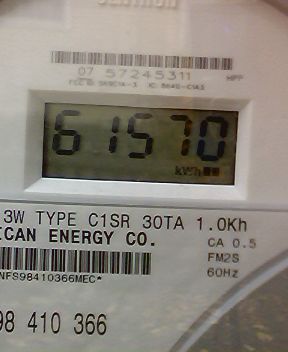 07 57245311 HPP
61570
kWh
3W TYPE C1SR 30TA 1.0Kh
ICAN ENERGY CO.
CA 0.5
FM2S
60Hz
NFS98410366MEC*
98 410 366